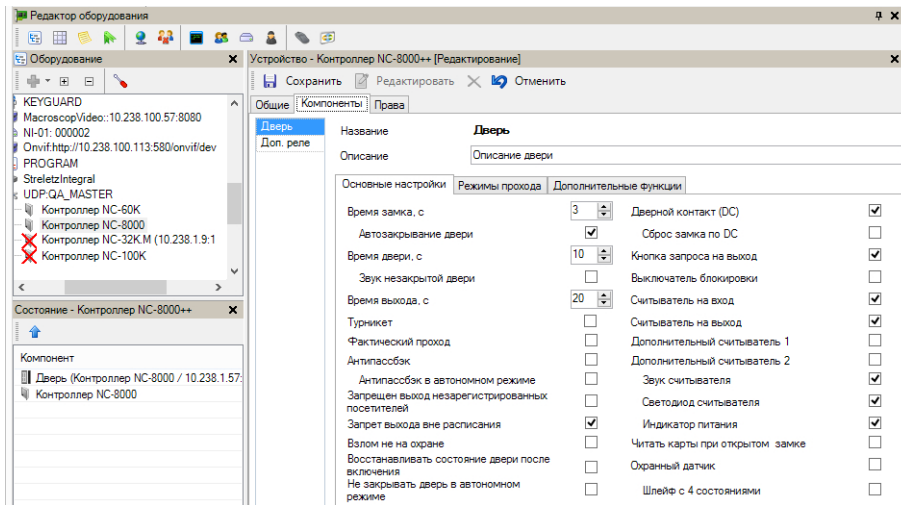 Редактор оборудования
Оборудование
KEYGUARD
MacroscopVideo::10.238.100.57:8080
NI-01: 000002
Onvif:http://10.238.100.113:580/onvif/dev
PROGRAM
StreletzIntegral
UDP:QA_MASTER
Контроллер NC-60K
Контроллер NC-8000
Контроллер NC-32K.M (10.238.1.9:1
Контроллер NC-100K
Состояние - Контроллер NC-8000++
Компонент
Дверь (Контроллер NC-8000 / 10.238.1.57:
Контроллер NC-8000
Устройство - Контроллер NC-8000++ [Редактирование]
Сохранить Редактировать Отменить
Общие Компоненты Права
Дверь
Доп. реле
Название Дверь
Описание Описание двери
Основные настройки Режимы прохода Дополнительные функции
Время замка, с 3
Автозакрывание двери
Время двери, с 10
Звук незакрытой двери
Время выхода, с 20
Турникет
Фактический проход
Антипассбэк
Антипассбэк в автономном режиме
Запрещен выход незарегистрированных
посетителей
Запрет выхода вне расписания
Взлом не на охране
Восстанавливать состояние двери после
включения
Не закрывать дверь в автономном
режиме
Дверной контакт (DC)
Сброс замка по DC
Кнопка запроса на выход
Выключатель блокировки
Считыватель на вход
Считыватель на выход
Дополнительный считыватель 1
Дополнительный считыватель 2
Звук считывателя
Светодиод считывателя
Индикатор питания
Читать карты при открытом замке
Охранный датчик
Шлейф с 4 состояниями